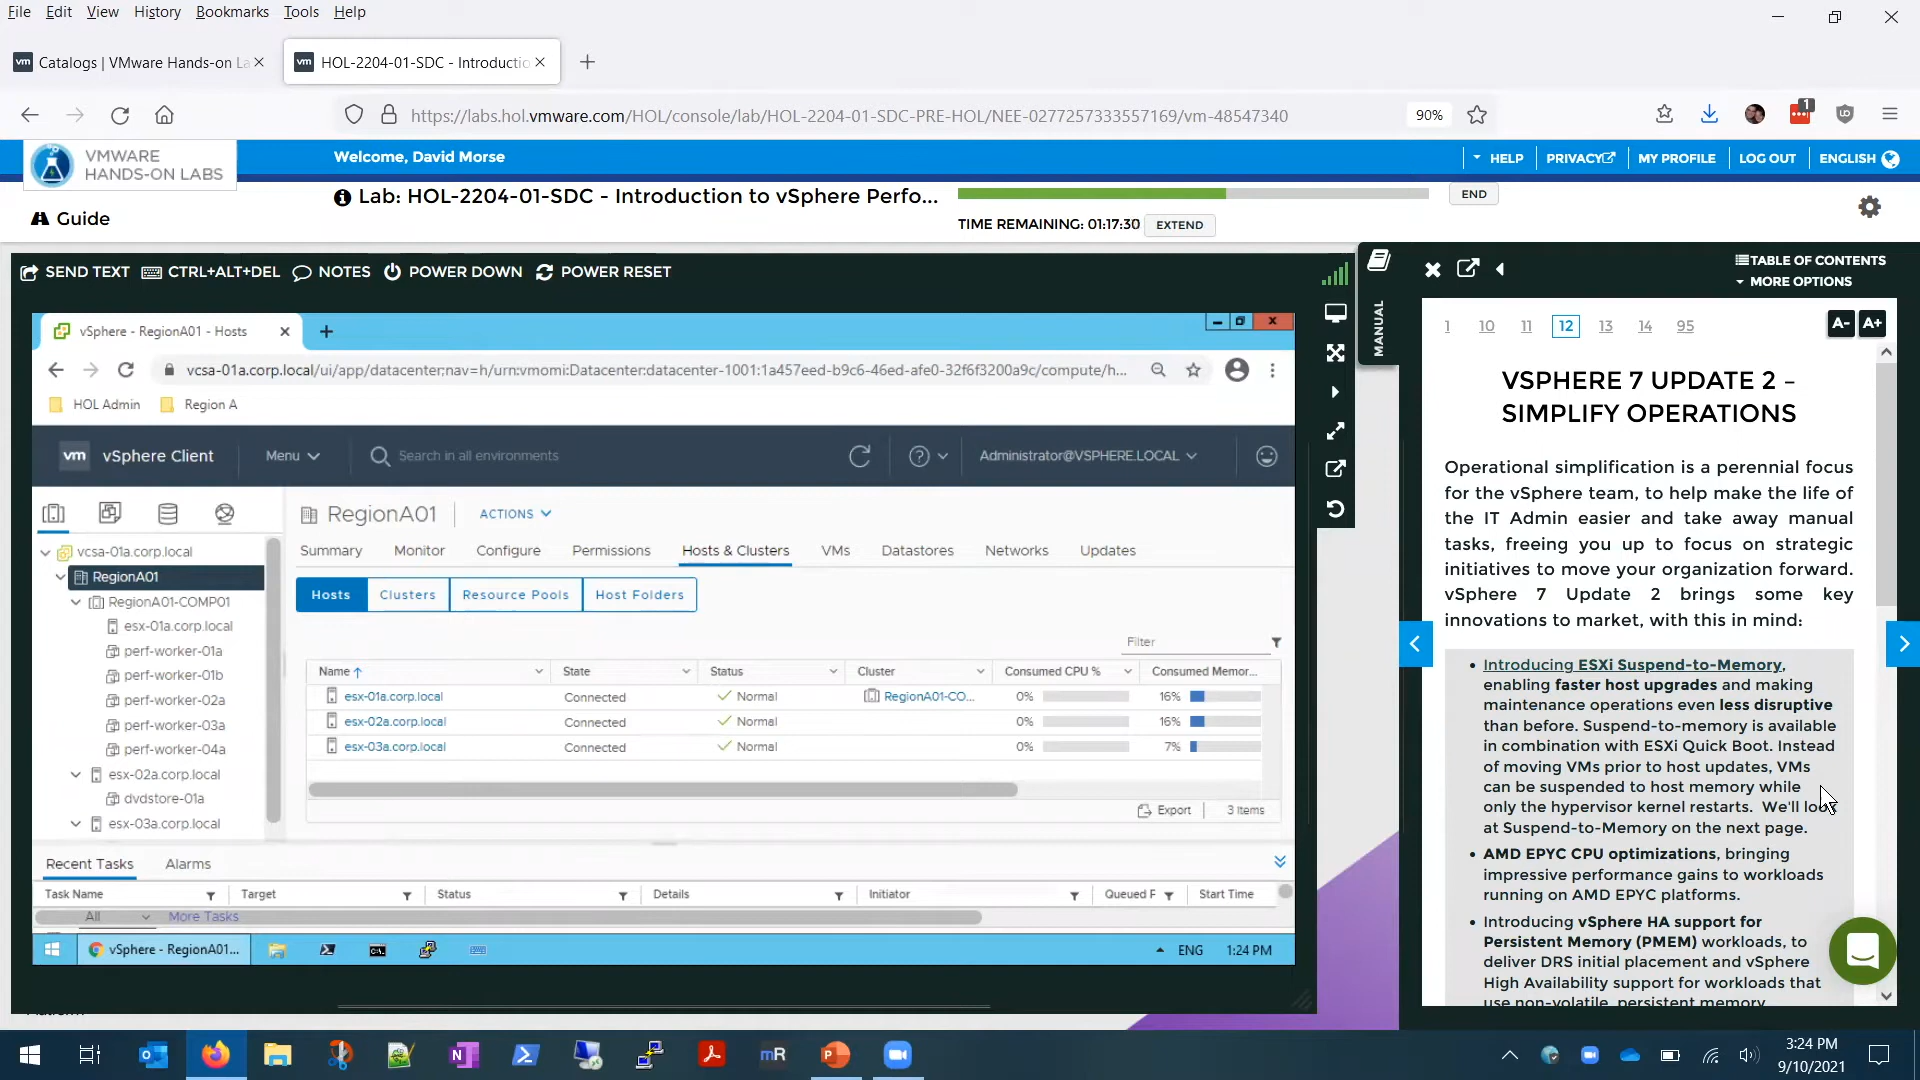 File Edit View History Bookmarks Tools Help
Catalogs | VMware Hands-on La
HOL-2204-01-SDC - Introductio
https://labs.hol.vmware.com/HOL/console/lab/HOL-2204-01-SDC-PRE-HOL/NEE-0277257333557169/vm-48547340
90%
1
VMWARE
HANDS-ON LABS
Welcome, David Morse
HELP PRIVACY MY PROFILE LOG OUT ENGLISH
Guide
Lab: HOL-2204-01-SDC - Introduction to vSphere Perfo...
END
TIME REMAINING: 01:17:30 EXTEND
SEND TEXT CTRL+ALT+DEL NOTES POWER DOWN POWER RESET
vSphere - RegionA01 - Hosts
vcsa-01a.corp.local/ui/app/datacenter;nav=h/urn:vmomi:Datacenter:datacenter-1001:1a457eed-b9c6-46ed-afe0-32f6f3200a9c/compute/h...
HOL Admin Region A
vm vSphere Client Menu Search in all environments Administrator@VSPHERE.LOCAL
RegionA01 ACTIONS
Summary Monitor Configure Permissions Hosts & Clusters VMs Datastores Networks Updates
Hosts Clusters Resource Pools Host Folders
vcsa-01a.corp.local
RegionA01
RegionA01-COMP01
esx-01a.corp.local
perf-worker-01a
perf-worker-01b
perf-worker-02a
perf-worker-03a
perf-worker-04a
esx-02a.corp.local
dvdstore-01a
esx-03a.corp.local
Filter
Name State Status Cluster Consumed CPU % Consumed Memor...
esx-01a.corp.local Connected Normal RegionA01-CO... 0% 16%
esx-02a.corp.local Connected Normal 0% 16%
esx-03a.corp.local Connected Normal 0% 7%
Export 3 Items
Recent Tasks Alarms
Task Name Target Status Details Initiator Queued F Start Time
All More Tasks
vSphere - RegionA01... ENG 1:24 PM
MANUAL
TABLE OF CONTENTS
MORE OPTIONS
1 10 11 12 13 14 95
A- A+
VSPHERE 7 UPDATE 2 –
SIMPLIFY OPERATIONS
Operational simplification is a perennial focus
for the vSphere team, to help make the life of
the IT Admin easier and take away manual
tasks, freeing you up to focus on strategic
initiatives to move your organization forward.
vSphere 7 Update 2 brings some key
innovations to market, with this in mind:
• Introducing ESXi Suspend-to-Memory,
enabling faster host upgrades and making
maintenance operations even less disruptive
than before. Suspend-to-memory is available
in combination with ESXi Quick Boot. Instead
of moving VMs prior to host updates, VMs
can be suspended to host memory while
only the hypervisor kernel restarts. We'll look
at Suspend-to-Memory on the next page.
• AMD EPYC CPU optimizations, bringing
impressive performance gains to workloads
running on AMD EPYC platforms.
• Introducing vSphere HA support for
Persistent Memory (PMEM) workloads, to
deliver DRS initial placement and vSphere
High Availability support for workloads that
use non-volatile, persistent memory
mR
3:24 PM
9/10/2021